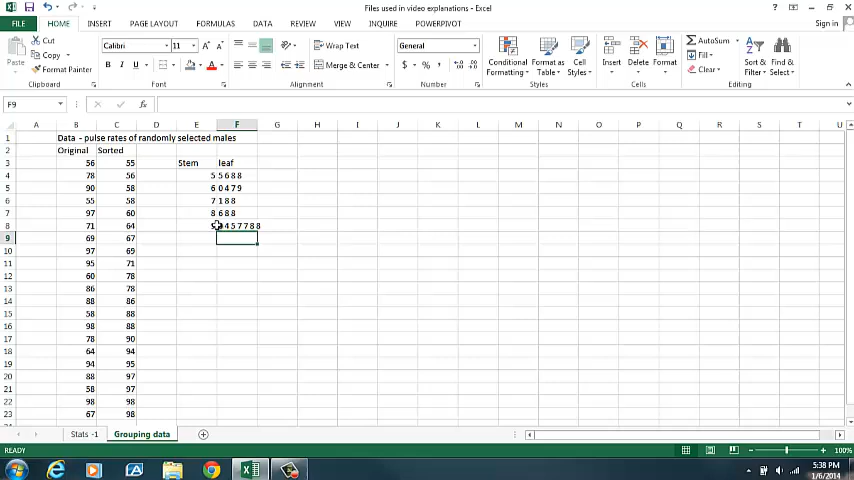 Files used in video explanations - Excel
FILE HOME INSERT PAGE LAYOUT FORMULAS DATA REVIEW VIEW INQUIRE POWERPIVOT Sign in
Cut Calibri 11 Wrap Text General AutoSum
Copy Fill
Paste Format Painter B I U Merge & Center $ % , Conditional Formatting Format as Table Cell Styles Insert Delete Format Clear Sort & Filter Find & Select
Clipboard Font Alignment Number Styles Cells Editing
F9 fx
A B C D E F G H I J K L M N O P Q R S T U
1 Data - pulse rates of randomly selected males
2 Original Sorted
3 56 55 Stem leaf
4 78 56 5 5 6 8 8
5 90 58 6 0 4 7 9
6 55 58 7 1 8 8
7 97 60 8 6 8 8
8 71 64 4 5 7 7 8 8
9 69 67
10 97 69
11 95 71
12 60 78
13 86 78
14 88 86
15 58 88
16 98 88
17 78 90
18 64 94
19 94 95
20 88 97
21 58 97
22 98 98
23 67 98
Stats -1 Grouping data
READY 100%
5:38 PM
1/6/2014